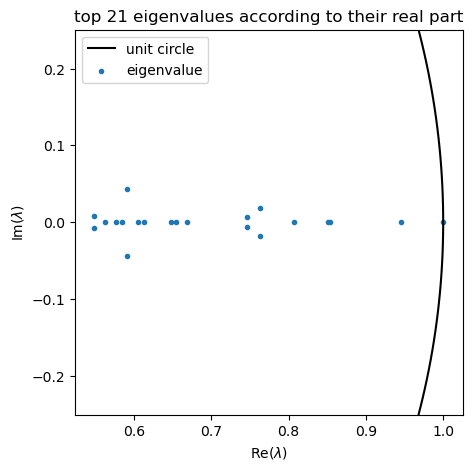 top 21 eigenvalues according to their real part
unit circle
eigenvalue
0.2
0.1
0.0
−0.1
−0.2
Im(λ)
0.6 0.7 0.8 0.9 1.0
Re(λ)